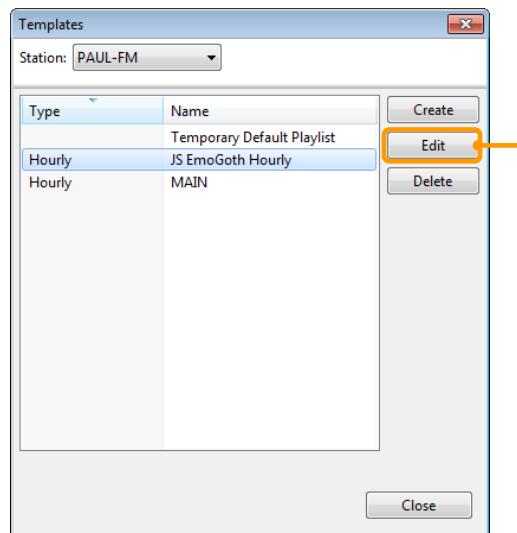 Templates
Station: PAUL-FM
Type Name Create
Temporary Default Playlist
Edit
Hourly JS EmoGoth Hourly
Hourly MAIN Delete
Close